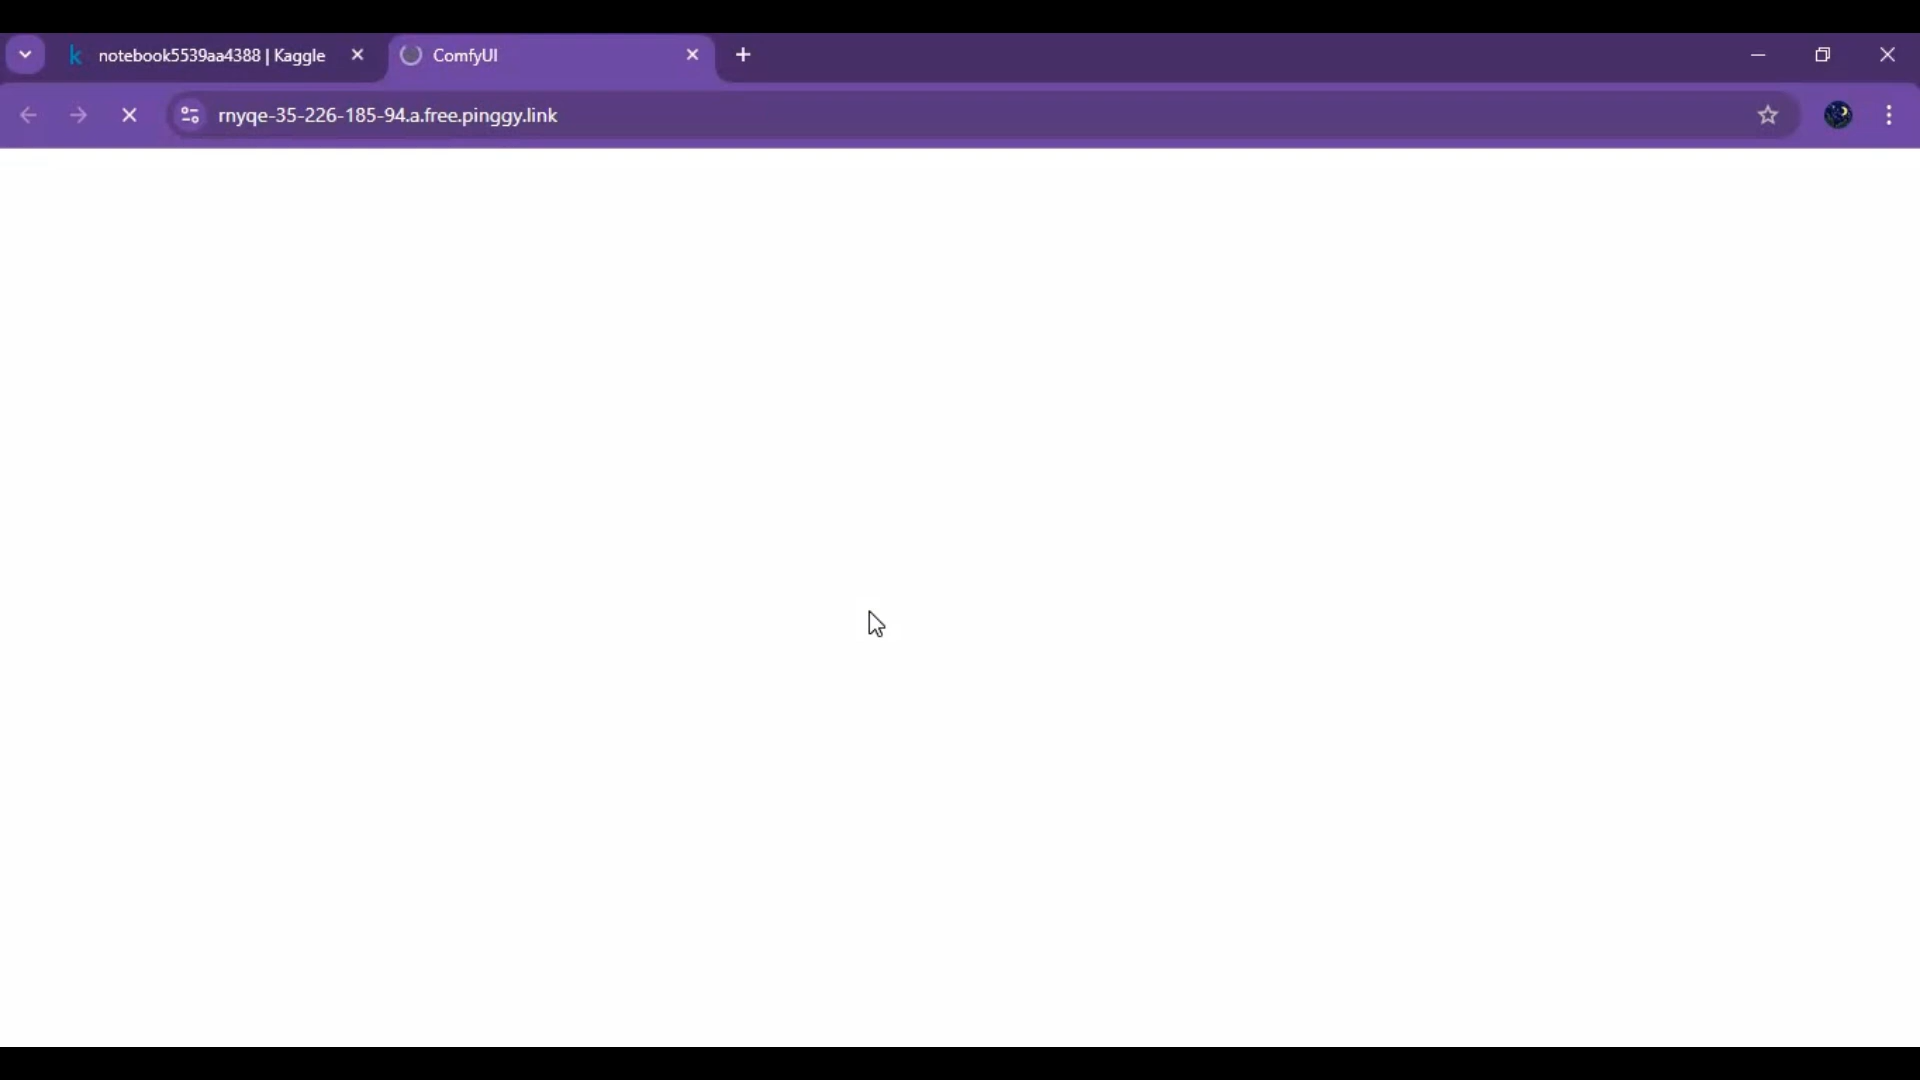 notebook5539aa4388 | Kaggle
ComfyUI
rnyqe-35-226-185-94.a.free.pinggy.link